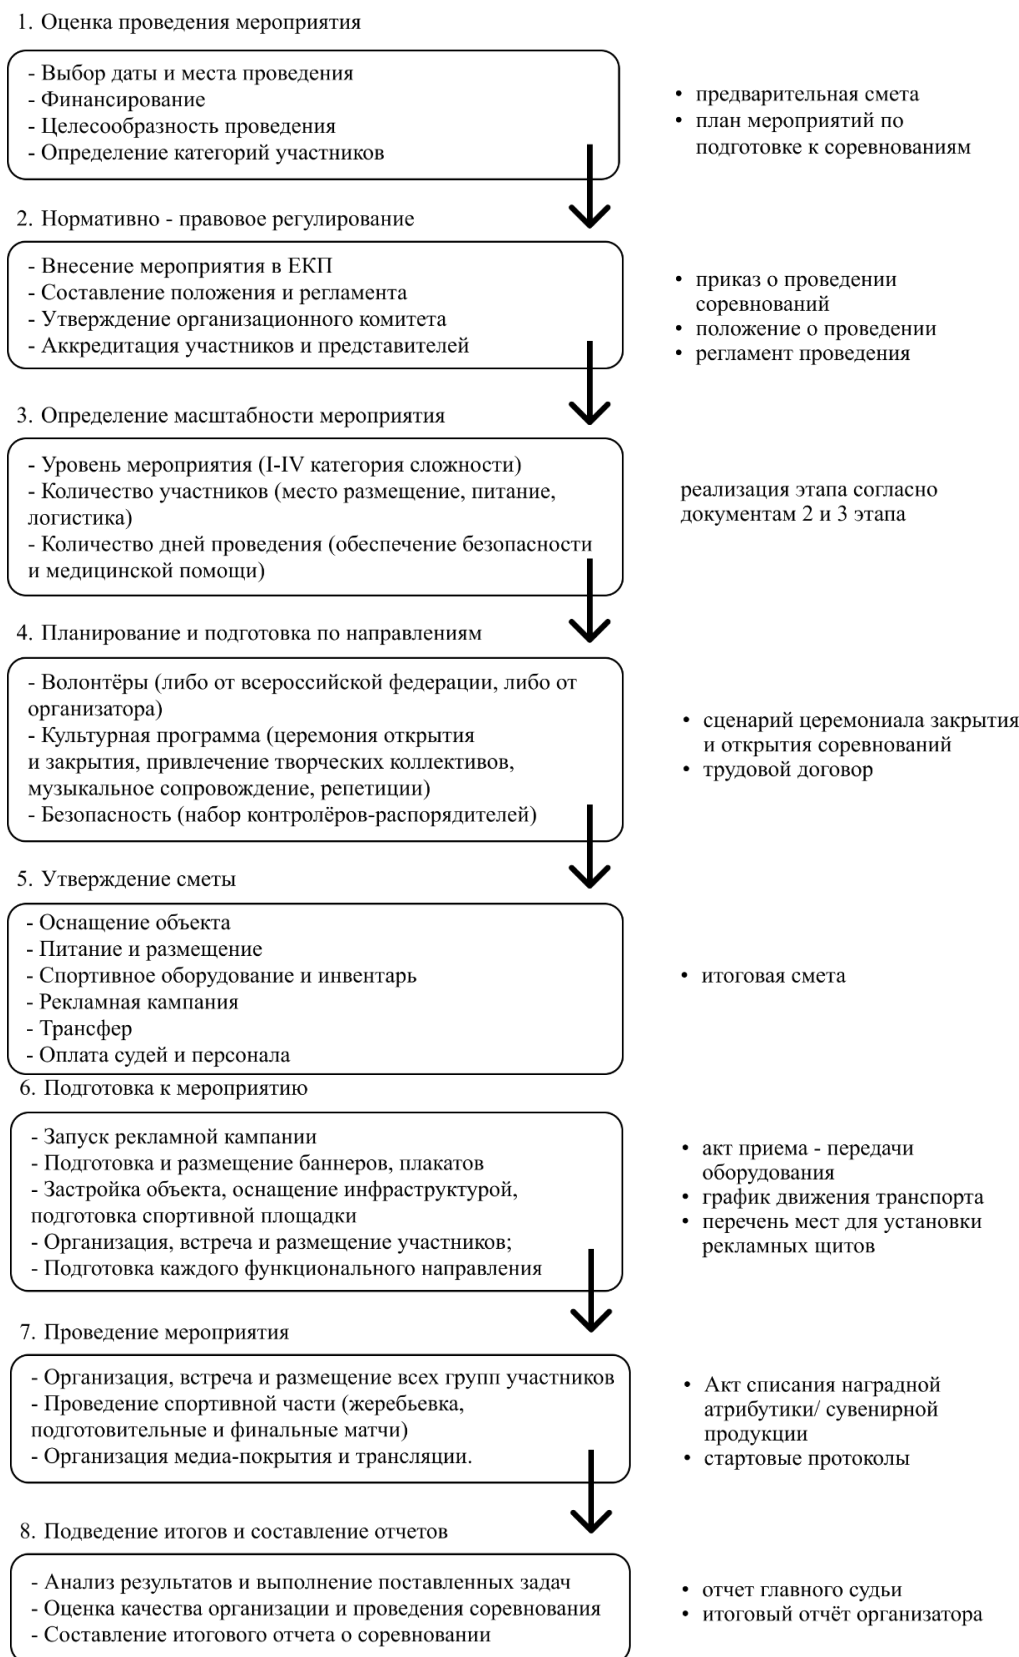 1. Оценка проведения мероприятия
- Выбор даты и места проведения
- Финансирование
- Целесообразность проведения
- Определение категорий участников
• предварительная смета
• план мероприятий по
подготовке к соревнованиям
2. Нормативно - правовое регулирование
- Внесение мероприятия в ЕКП
- Составление положения и регламента
- Утверждение организационного комитета
- Аккредитация участников и представителей
• приказ о проведении
соревнований
• положение о проведении
• регламент проведения
3. Определение масштабности мероприятия
- Уровень мероприятия (I-IV категория сложности)
- Количество участников (место размещение, питание,
логистика)
- Количество дней проведения (обеспечение безопасности
и медицинской помощи)
реализация этапа согласно
документам 2 и 3 этапа
4. Планирование и подготовка по направлениям
- Волонтёры (либо от всероссийской федерации, либо от
организатора)
- Культурная программа (церемония открытия
и закрытия, привлечение творческих коллективов,
музыкальное сопровождение, репетиции)
- Безопасность (набор контролёров-распорядителей)
• сценарий церемониала закрытия
и открытия соревнований
• трудовой договор
5. Утверждение сметы
- Оснащение объекта
- Питание и размещение
- Спортивное оборудование и инвентарь
- Рекламная кампания
- Трансфер
- Оплата судей и персонала
• итоговая смета
6. Подготовка к мероприятию
- Запуск рекламной кампании
- Подготовка и размещение баннеров, плакатов
- Застройка объекта, оснащение инфраструктурой,
подготовка спортивной площадки
- Организация, встреча и размещение участников;
- Подготовка каждого функционального направления
• акт приема - передачи
оборудования
• график движения транспорта
• перечень мест для установки
рекламных щитов
7. Проведение мероприятия
- Организация, встреча и размещение всех групп участников
- Проведение спортивной части (жеребьевка,
подготовительные и финальные матчи)
- Организация медиа-покрытия и трансляции.
• Акт списания наградной
атрибутики/ сувенирной
продукции
• стартовые протоколы
8. Подведение итогов и составление отчетов
- Анализ результатов и выполнение поставленных задач
- Оценка качества организации и проведения соревнования
- Составление итогового отчета о соревновании
• отчет главного судьи
• итоговый отчёт организатора